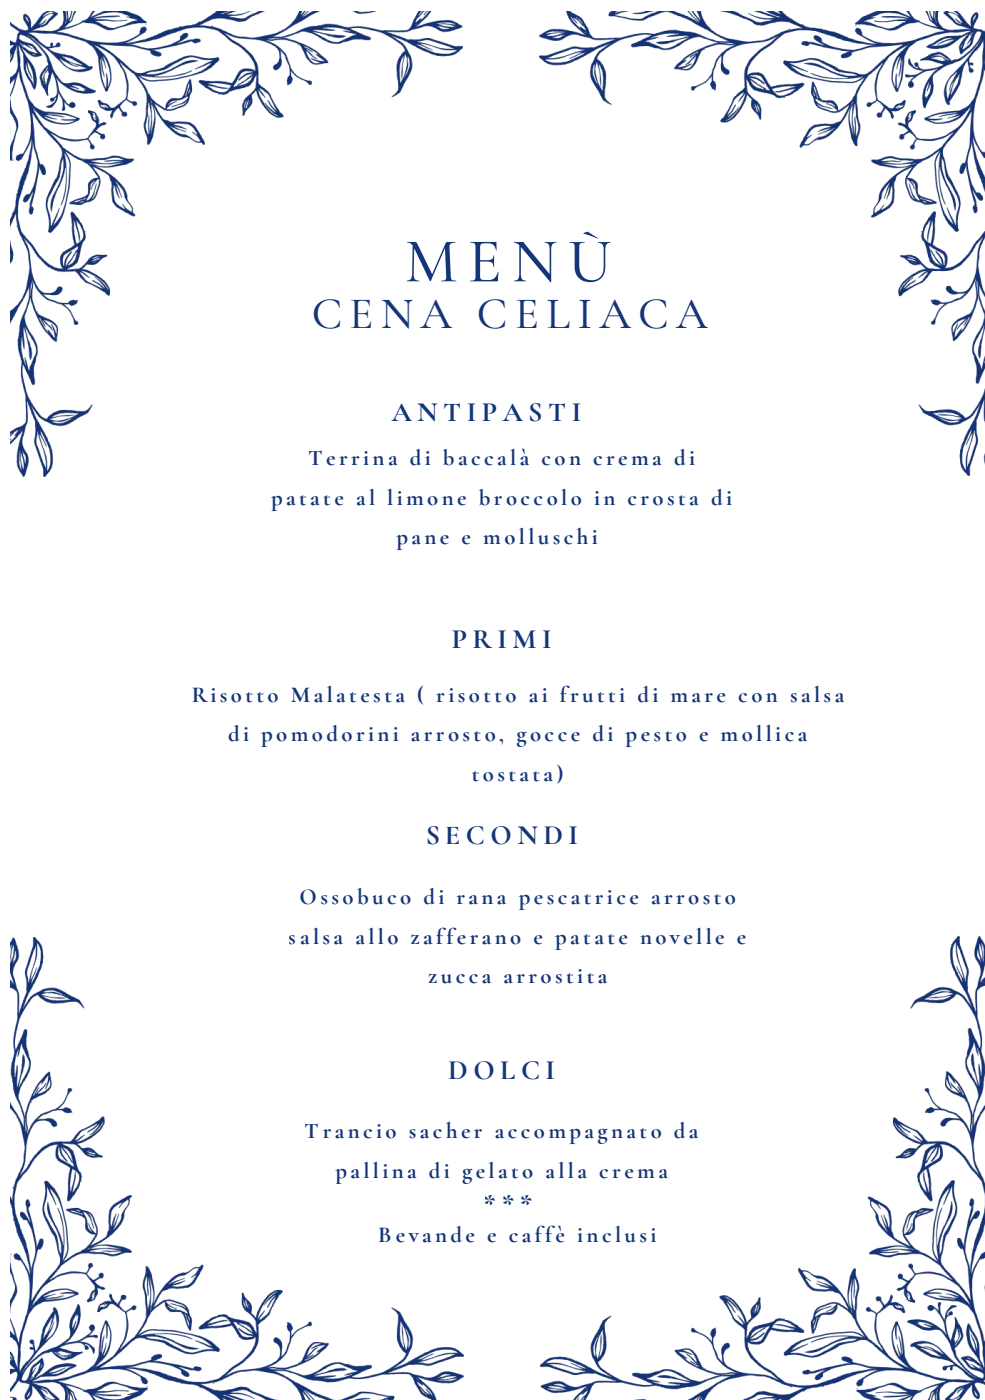 MENÙ
CENA CELIACA
ANTIPASTI
Terrina di baccalà con crema di
patate al limone broccolo in crosta di
pane e molluschi
PRIMI
Risotto Malatesta ( risotto ai frutti di mare con salsa
di pomodorini arrosto, gocce di pesto e mollica
tostata)
SECONDI
Ossobuco di rana pescatrice arrosto
salsa allo zafferano e patate novelle e
zucca arrostita
DOLCI
Trancio sacher accompagnato da
pallina di gelato alla crema
***
Bevande e caffè inclusi